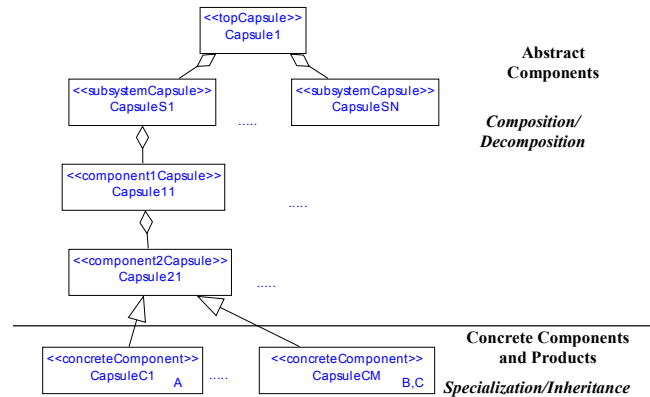 <<topCapsule>>
Capsule1
Abstract
Components
<<subsystemCapsule>>
CapsuleS1
.....
<<subsystemCapsule>>
CapsuleSN
Composition/
Decomposition
<<component1Capsule>>
Capsule11
.....
<<component2Capsule>>
Capsule21
.....
Concrete Components
and Products
<<concreteComponent>>
CapsuleC1
A
.....
<<concreteComponent>>
CapsuleCM
B,C
Specialization/Inheritance